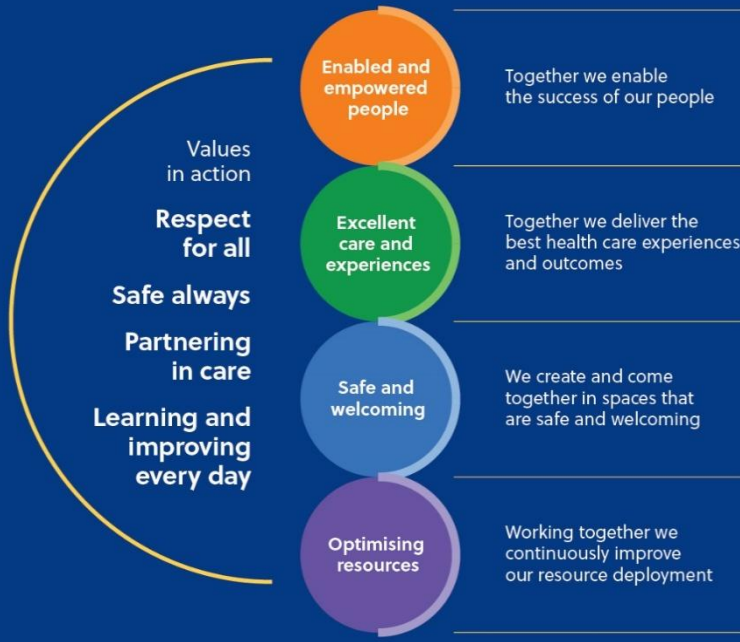 Values
in action
Respect
for all
Safe always
Partnering
in care
Learning and
improving
every day
Enabled and
empowered
people
Together we enable
the success of our people
Excellent
care and
experiences
Together we deliver the
best health care experiences
and outcomes
Safe and
welcoming
We create and come
together in spaces that
are safe and welcoming
Optimising
resources
Working together we
continuously improve
our resource deployment